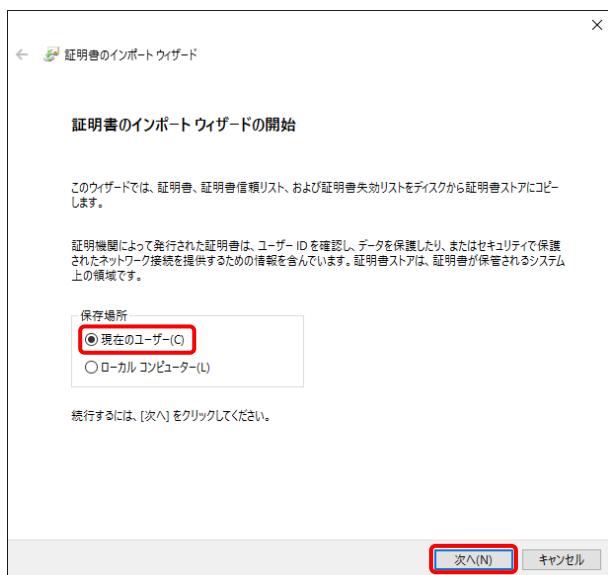 証明書のインポート ウィザード
証明書のインポート ウィザードの開始
このウィザードでは、証明書、証明書信頼リスト、および証明書失効リストをディスクから証明書ストアにコピー
します。
証明機関によって発行された証明書は、ユーザー ID を確認し、データを保護したり、またはセキュリティで保護
されたネットワーク接続を提供するための情報を含んでいます。証明書ストアは、証明書が保管されるシステム
上の領域です。
保存場所
現在のユーザー(C)
ローカル コンピューター(L)
続行するには、[次へ] をクリックしてください。
次へ(N)
キャンセル